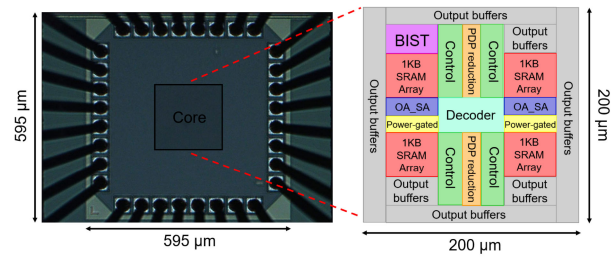 595 µm
595 µm
Core
Output buffers
Output buffers
BIST
Control
PDP reduction
Control
Output
buffers
1KB
SRAM
Array
1KB
SRAM
Array
OA_SA
Decoder
OA_SA
Power-gated
Power-gated
1KB
SRAM
Array
Control
PDP reduction
Control
1KB
SRAM
Array
Output
buffers
Output
buffers
Output buffers
Output buffers
200 µm
200 µm